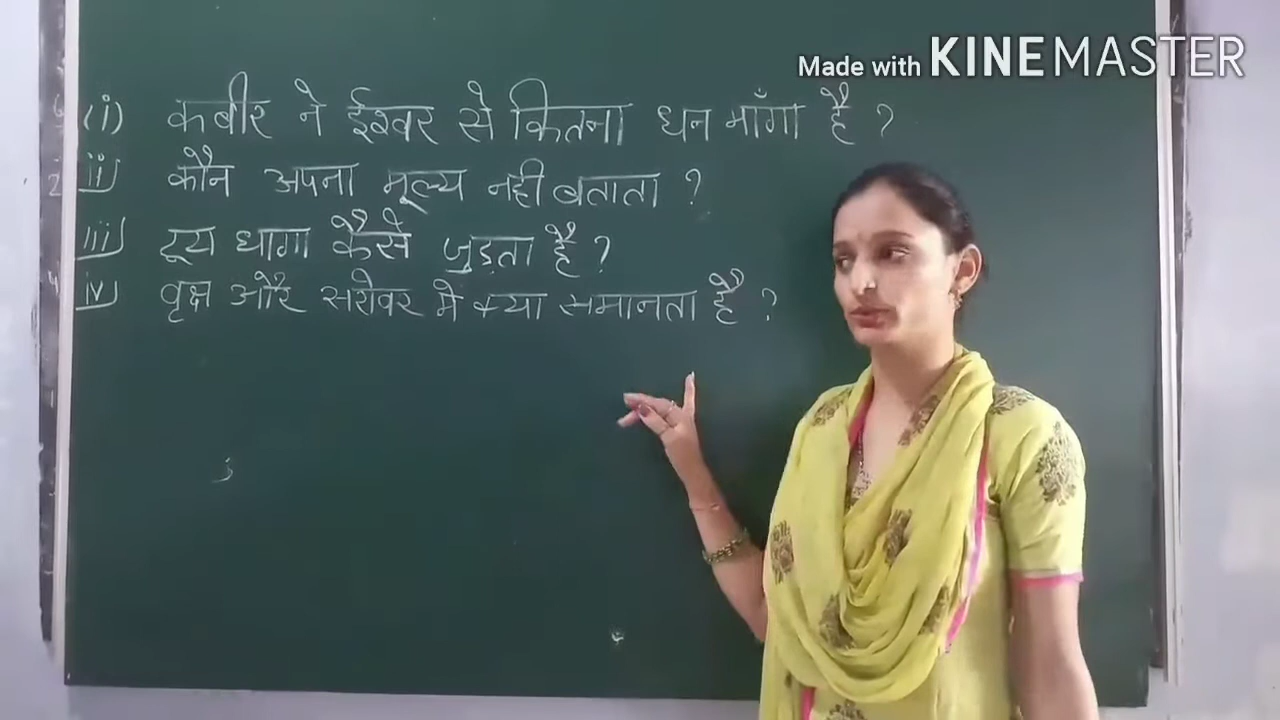 Made with KINEMASTER
(i) कबीर ने ईश्वर से कितना धन माँगा है ?
ii) कौन अपना मूल्य नही बताता ?
iii) टूटा धागा कैसे जुड़ता है ?
iv) वृक्ष और सरोवर मे क्या समानता है ?